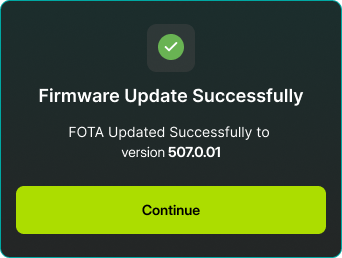 Firmware Update Successfully
FOTA Updated Successfully to
version 507.0.01
Continue